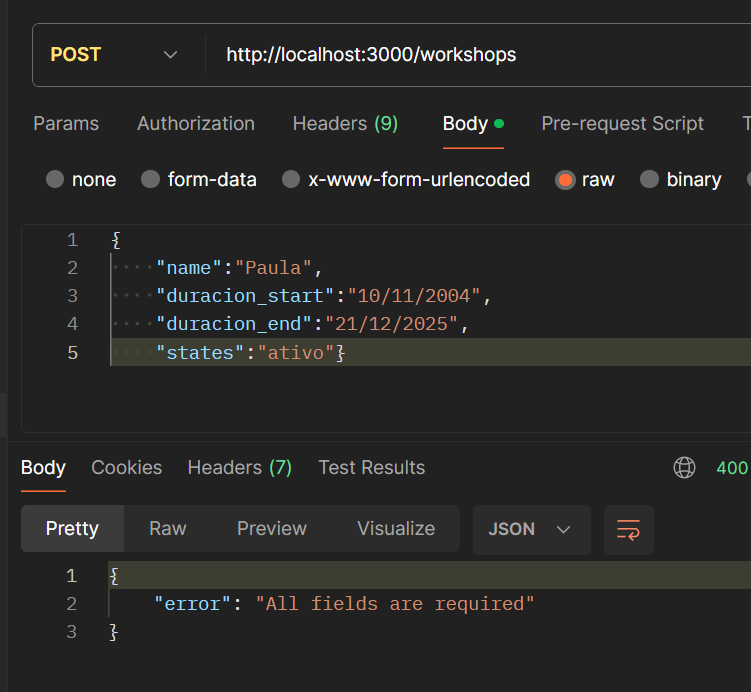 POST http://localhost:3000/workshops
Params Authorization Headers (9) Body Pre-request Script T
none form-data x-www-form-urlencoded raw binary
1 {
2 "name":"Paula",
3 "duracion_start":"10/11/2004",
4 "duracion_end":"21/12/2025",
5 "states":"ativo"}
Body Cookies Headers (7) Test Results 400
Pretty Raw Preview Visualize JSON
1 {
2 "error": "All fields are required"
3 }